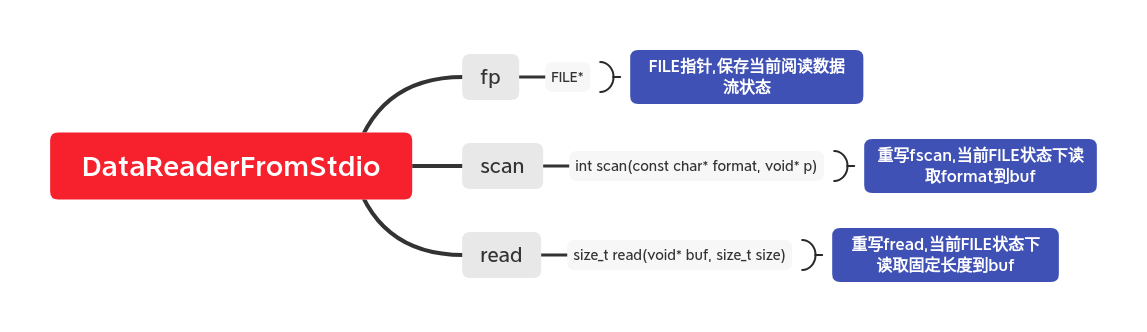 DataReaderFromStdio
fp
FILE*
FILE指针,保存当前阅读数据
流状态
scan
int scan(const char* format, void* p)
重写fscan,当前FILE状态下读
取format到buf
read
size_t read(void* buf, size_t size)
重写fread,当前FILE状态下
读取固定长度到buf